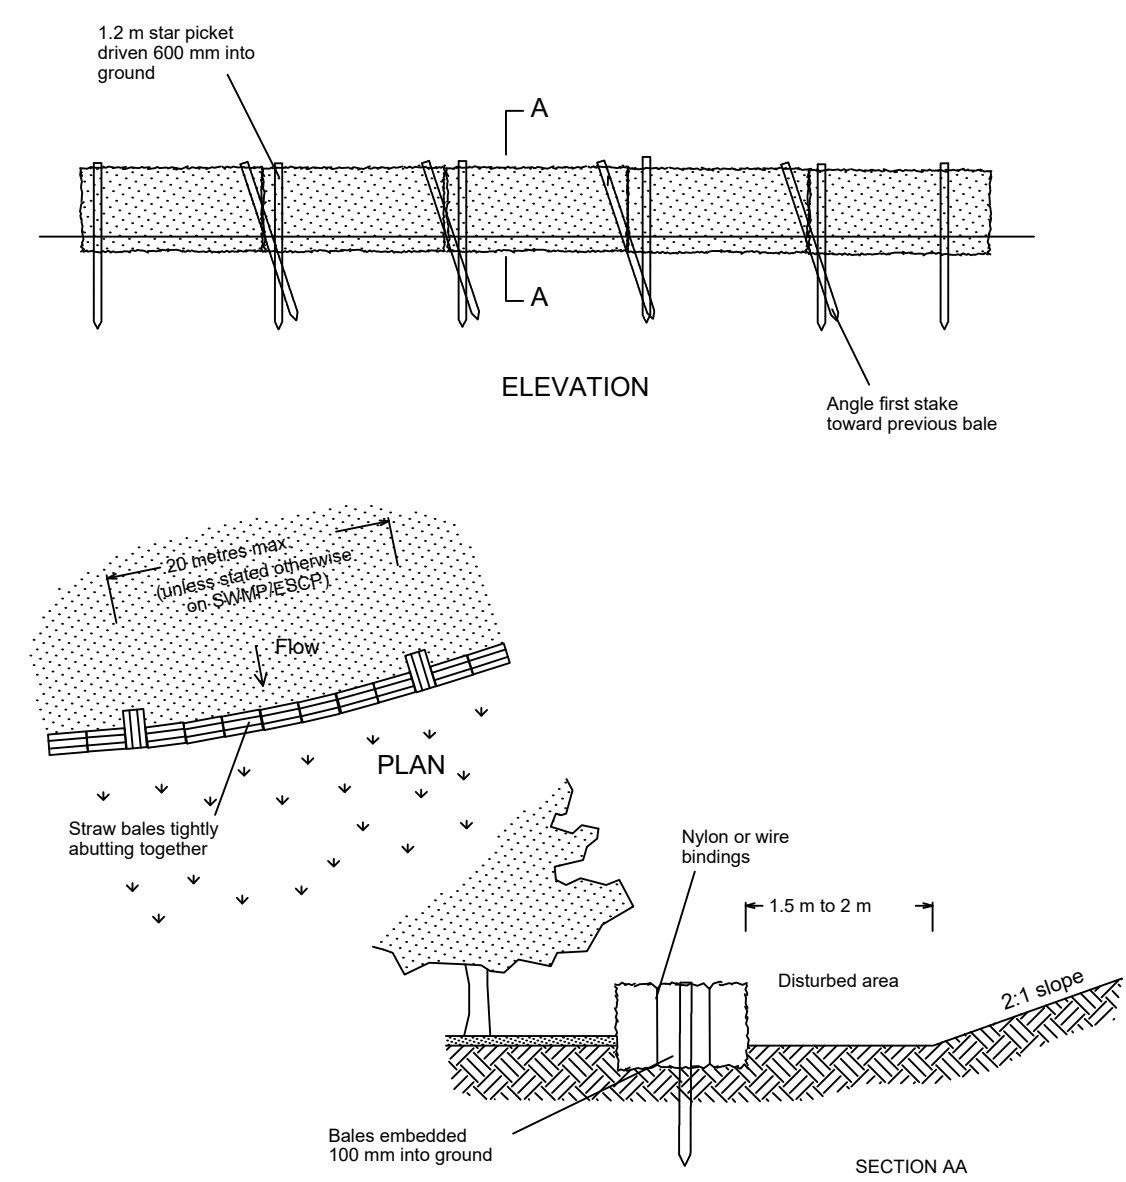 1.2 m star picket
driven 600 mm into
ground
A
A
ELEVATION
Angle first stake
toward previous bale
20 metres max.
(unless stated otherwise
on SWMP/ESCP)
Flow
PLAN
Straw bales tightly
abutting together
Nylon or wire
bindings
1.5 m to 2 m
Disturbed area
2:1 slope
Bales embedded
100 mm into ground
SECTION AA